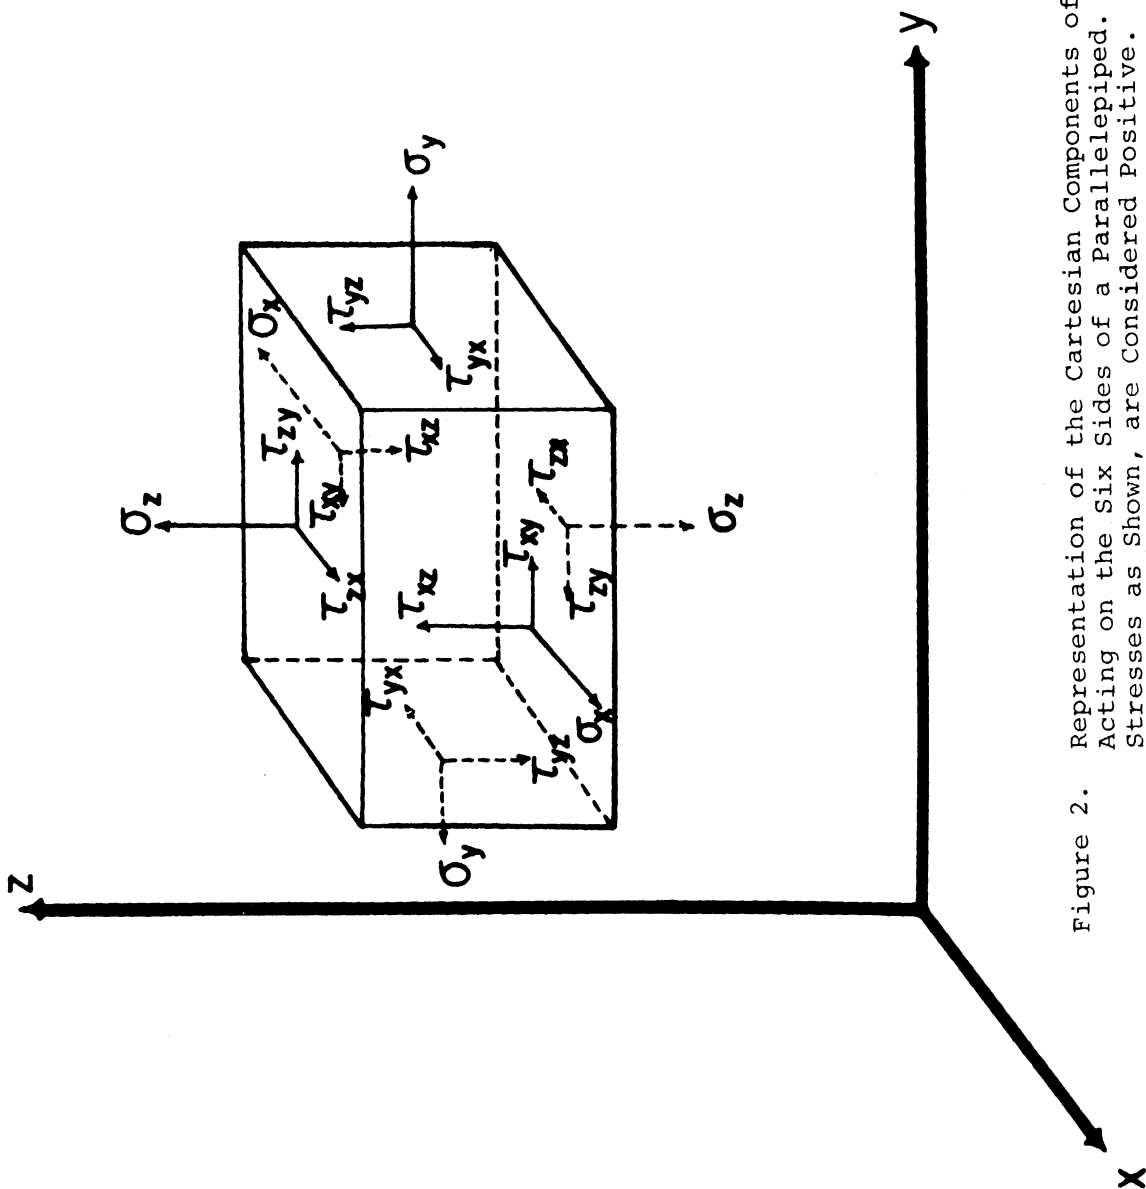 z
y
x
σz
σx
τzy
τxy
τzx
τxz
τyz
σy
τyx
τyx
τxz
τxy
τzx
τzy
σy
τyz
σx
σz
Figure 2. Representation of the Cartesian Components of
Acting on the Six Sides of a Parallelepiped.
Stresses as Shown, are Considered Positive.